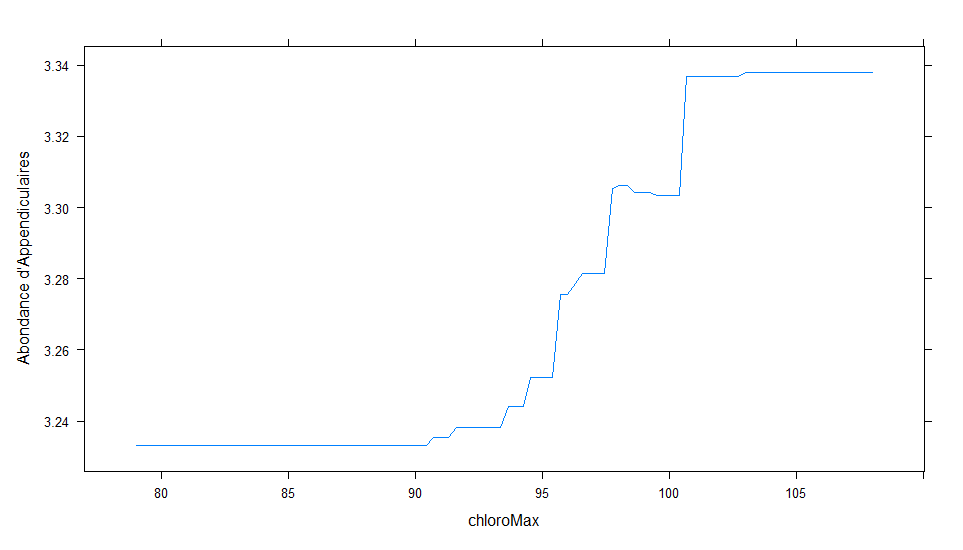 3.34
3.32
3.30
3.28
3.26
3.24
Abondance d'Appendiculaires
80 85 90 95 100 105
chloroMax